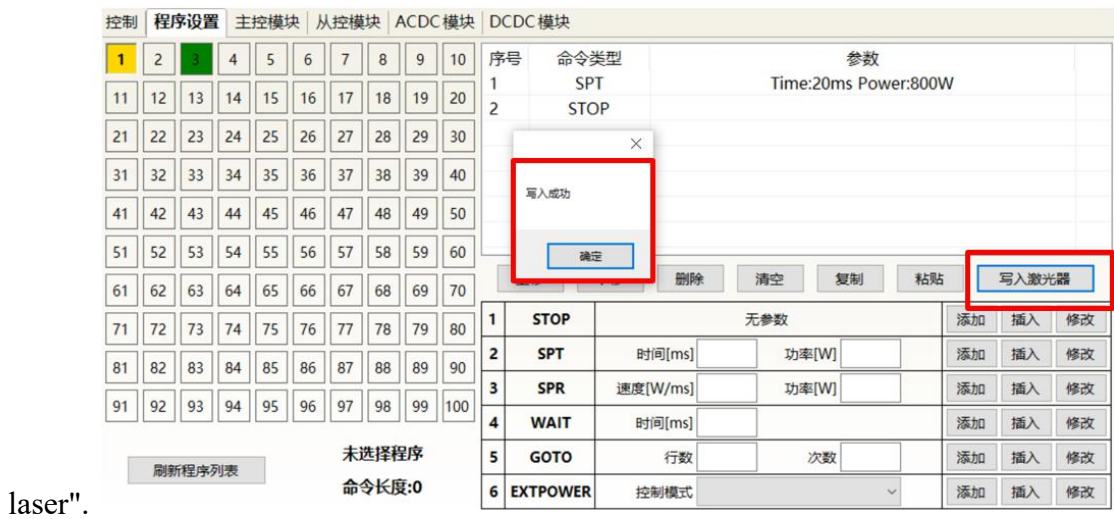 控制 程序设置 主控模块 从控模块 ACDC模块 DCDC模块
1 2 3 4 5 6 7 8 9 10
11 12 13 14 15 16 17 18 19 20
21 22 23 24 25 26 27 28 29 30
31 32 33 34 35 36 37 38 39 40
41 42 43 44 45 46 47 48 49 50
51 52 53 54 55 56 57 58 59 60
61 62 63 64 65 66 67 68 69 70
71 72 73 74 75 76 77 78 79 80
81 82 83 84 85 86 87 88 89 90
91 92 93 94 95 96 97 98 99 100
刷新程序列表
未选择程序
命令长度:0
序号 命令类型 参数
1 SPT Time:20ms Power:800W
2 STOP
写入成功
确定
删除 清空 复制 粘贴 写入激光器
1 STOP 无参数 添加 插入 修改
2 SPT 时间[ms] 功率[W] 添加 插入 修改
3 SPR 速度[W/ms] 功率[W] 添加 插入 修改
4 WAIT 时间[ms] 添加 插入 修改
5 GOTO 行数 次数 添加 插入 修改
6 EXTPOWER 控制模式 添加 插入 修改
laser".